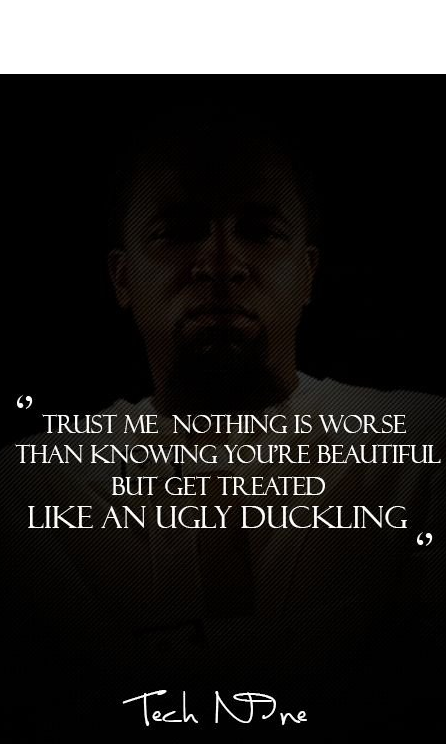 “ TRUST ME NOTHING IS WORSE
THAN KNOWING YOU'RE BEAUTIFUL
BUT GET TREATED
LIKE AN UGLY DUCKLING ”
Tech N9ne